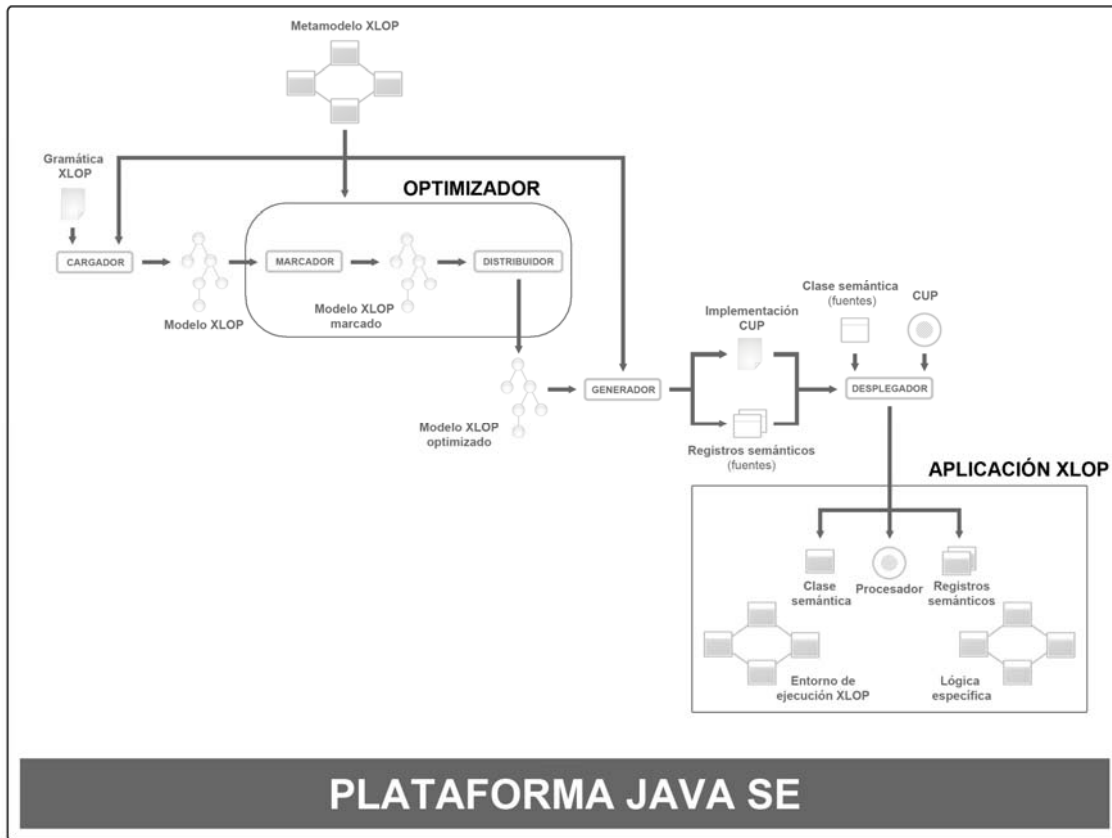 Metamodelo XLOP
Gramática
XLOP
OPTIMIZADOR
CARGADOR
MARCADOR
DISTRIBUIDOR
Modelo XLOP
Modelo XLOP
marcado
Clase semántica
(fuentes)
CUP
Implementación
CUP
GENERADOR
DESPLEGADOR
Modelo XLOP
optimizado
Registros semánticos
(fuentes)
APLICACIÓN XLOP
Clase
semántica
Procesador
Registros
semánticos
Entorno de
ejecución XLOP
Lógica
específica
PLATAFORMA JAVA SE